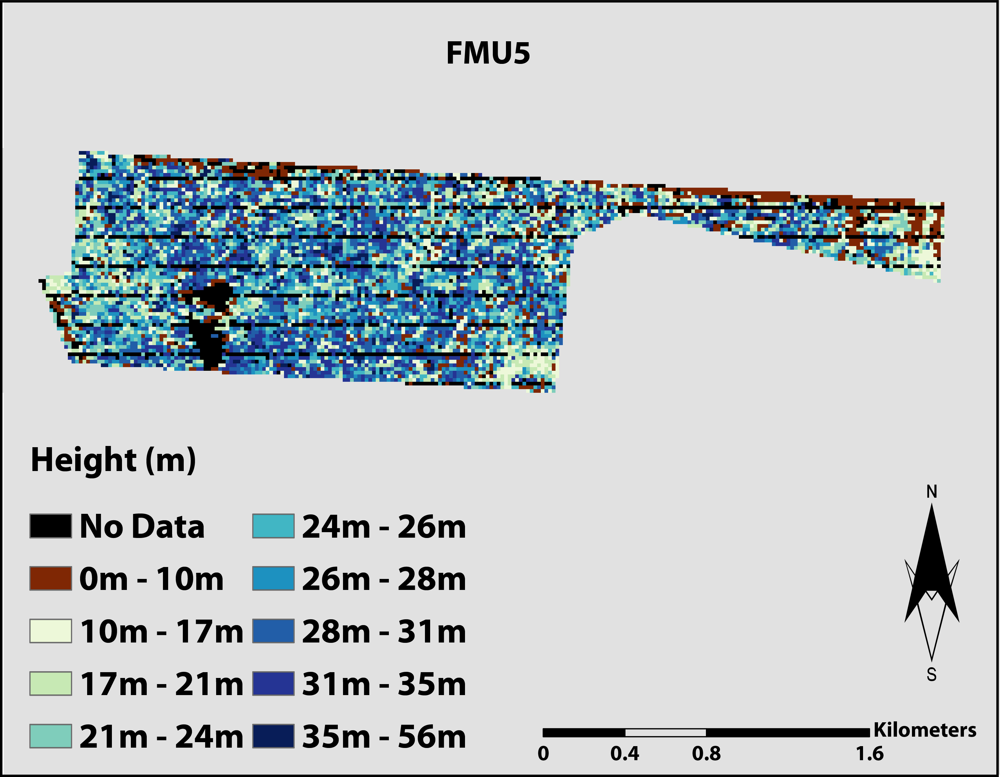 FMU5
Height (m)
No Data
0m - 10m
10m - 17m
17m - 21m
21m - 24m
24m - 26m
26m - 28m
28m - 31m
31m - 35m
35m - 56m
N
S
Kilometers
0 0.4 0.8 1.6